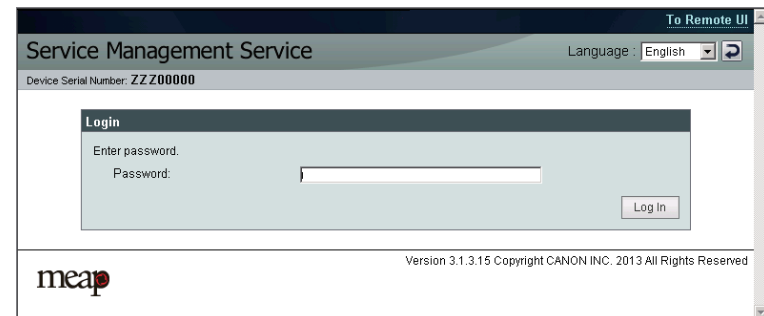 To Remote UI
Service Management Service
Language : English
Device Serial Number: ZZZ00000
Login
Enter password.
Password:
Log In
Version 3.1.3.15 Copyright CANON INC. 2013 All Rights Reserved
meap